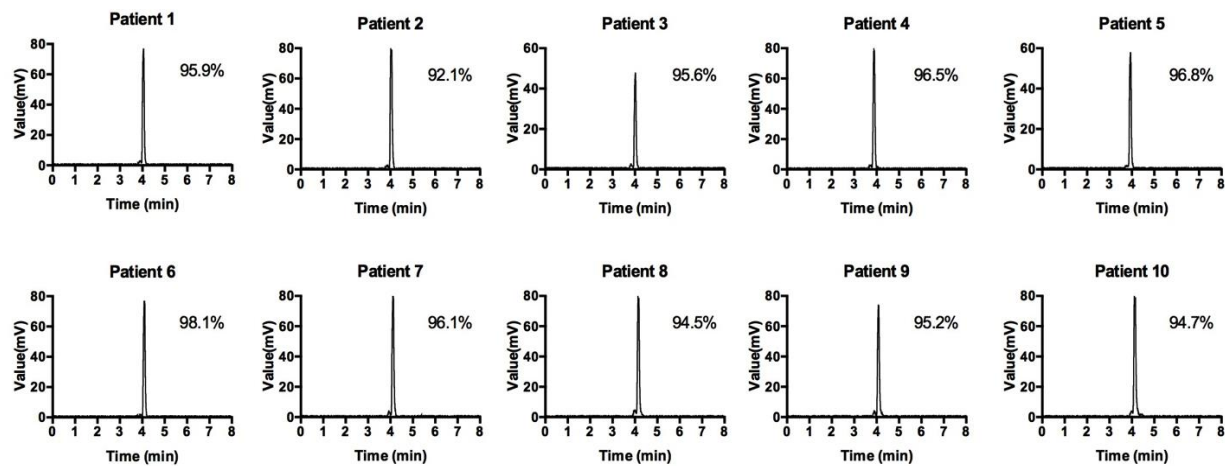 Patient 1
80
60
40
20
0
Value(mV)
95.9%
0 1 2 3 4 5 6 7 8
Time (min)
Patient 2
80
60
40
20
0
Value(mV)
92.1%
0 1 2 3 4 5 6 7 8
Time (min)
Patient 3
60
40
20
0
Value(mV)
95.6%
0 1 2 3 4 5 6 7 8
Time (min)
Patient 4
80
60
40
20
0
Value(mV)
96.5%
0 1 2 3 4 5 6 7 8
Time (min)
Patient 5
60
40
20
0
Value(mV)
96.8%
0 1 2 3 4 5 6 7 8
Time (min)
Patient 6
80
60
40
20
0
Value(mV)
98.1%
0 1 2 3 4 5 6 7 8
Time (min)
Patient 7
80
60
40
20
0
Value(mV)
96.1%
0 1 2 3 4 5 6 7 8
Time (min)
Patient 8
80
60
40
20
0
Value(mV)
94.5%
0 1 2 3 4 5 6 7 8
Time (min)
Patient 9
80
60
40
20
0
Value(mV)
95.2%
0 1 2 3 4 5 6 7 8
Time (min)
Patient 10
80
60
40
20
0
Value(mV)
94.7%
0 1 2 3 4 5 6 7 8
Time (min)